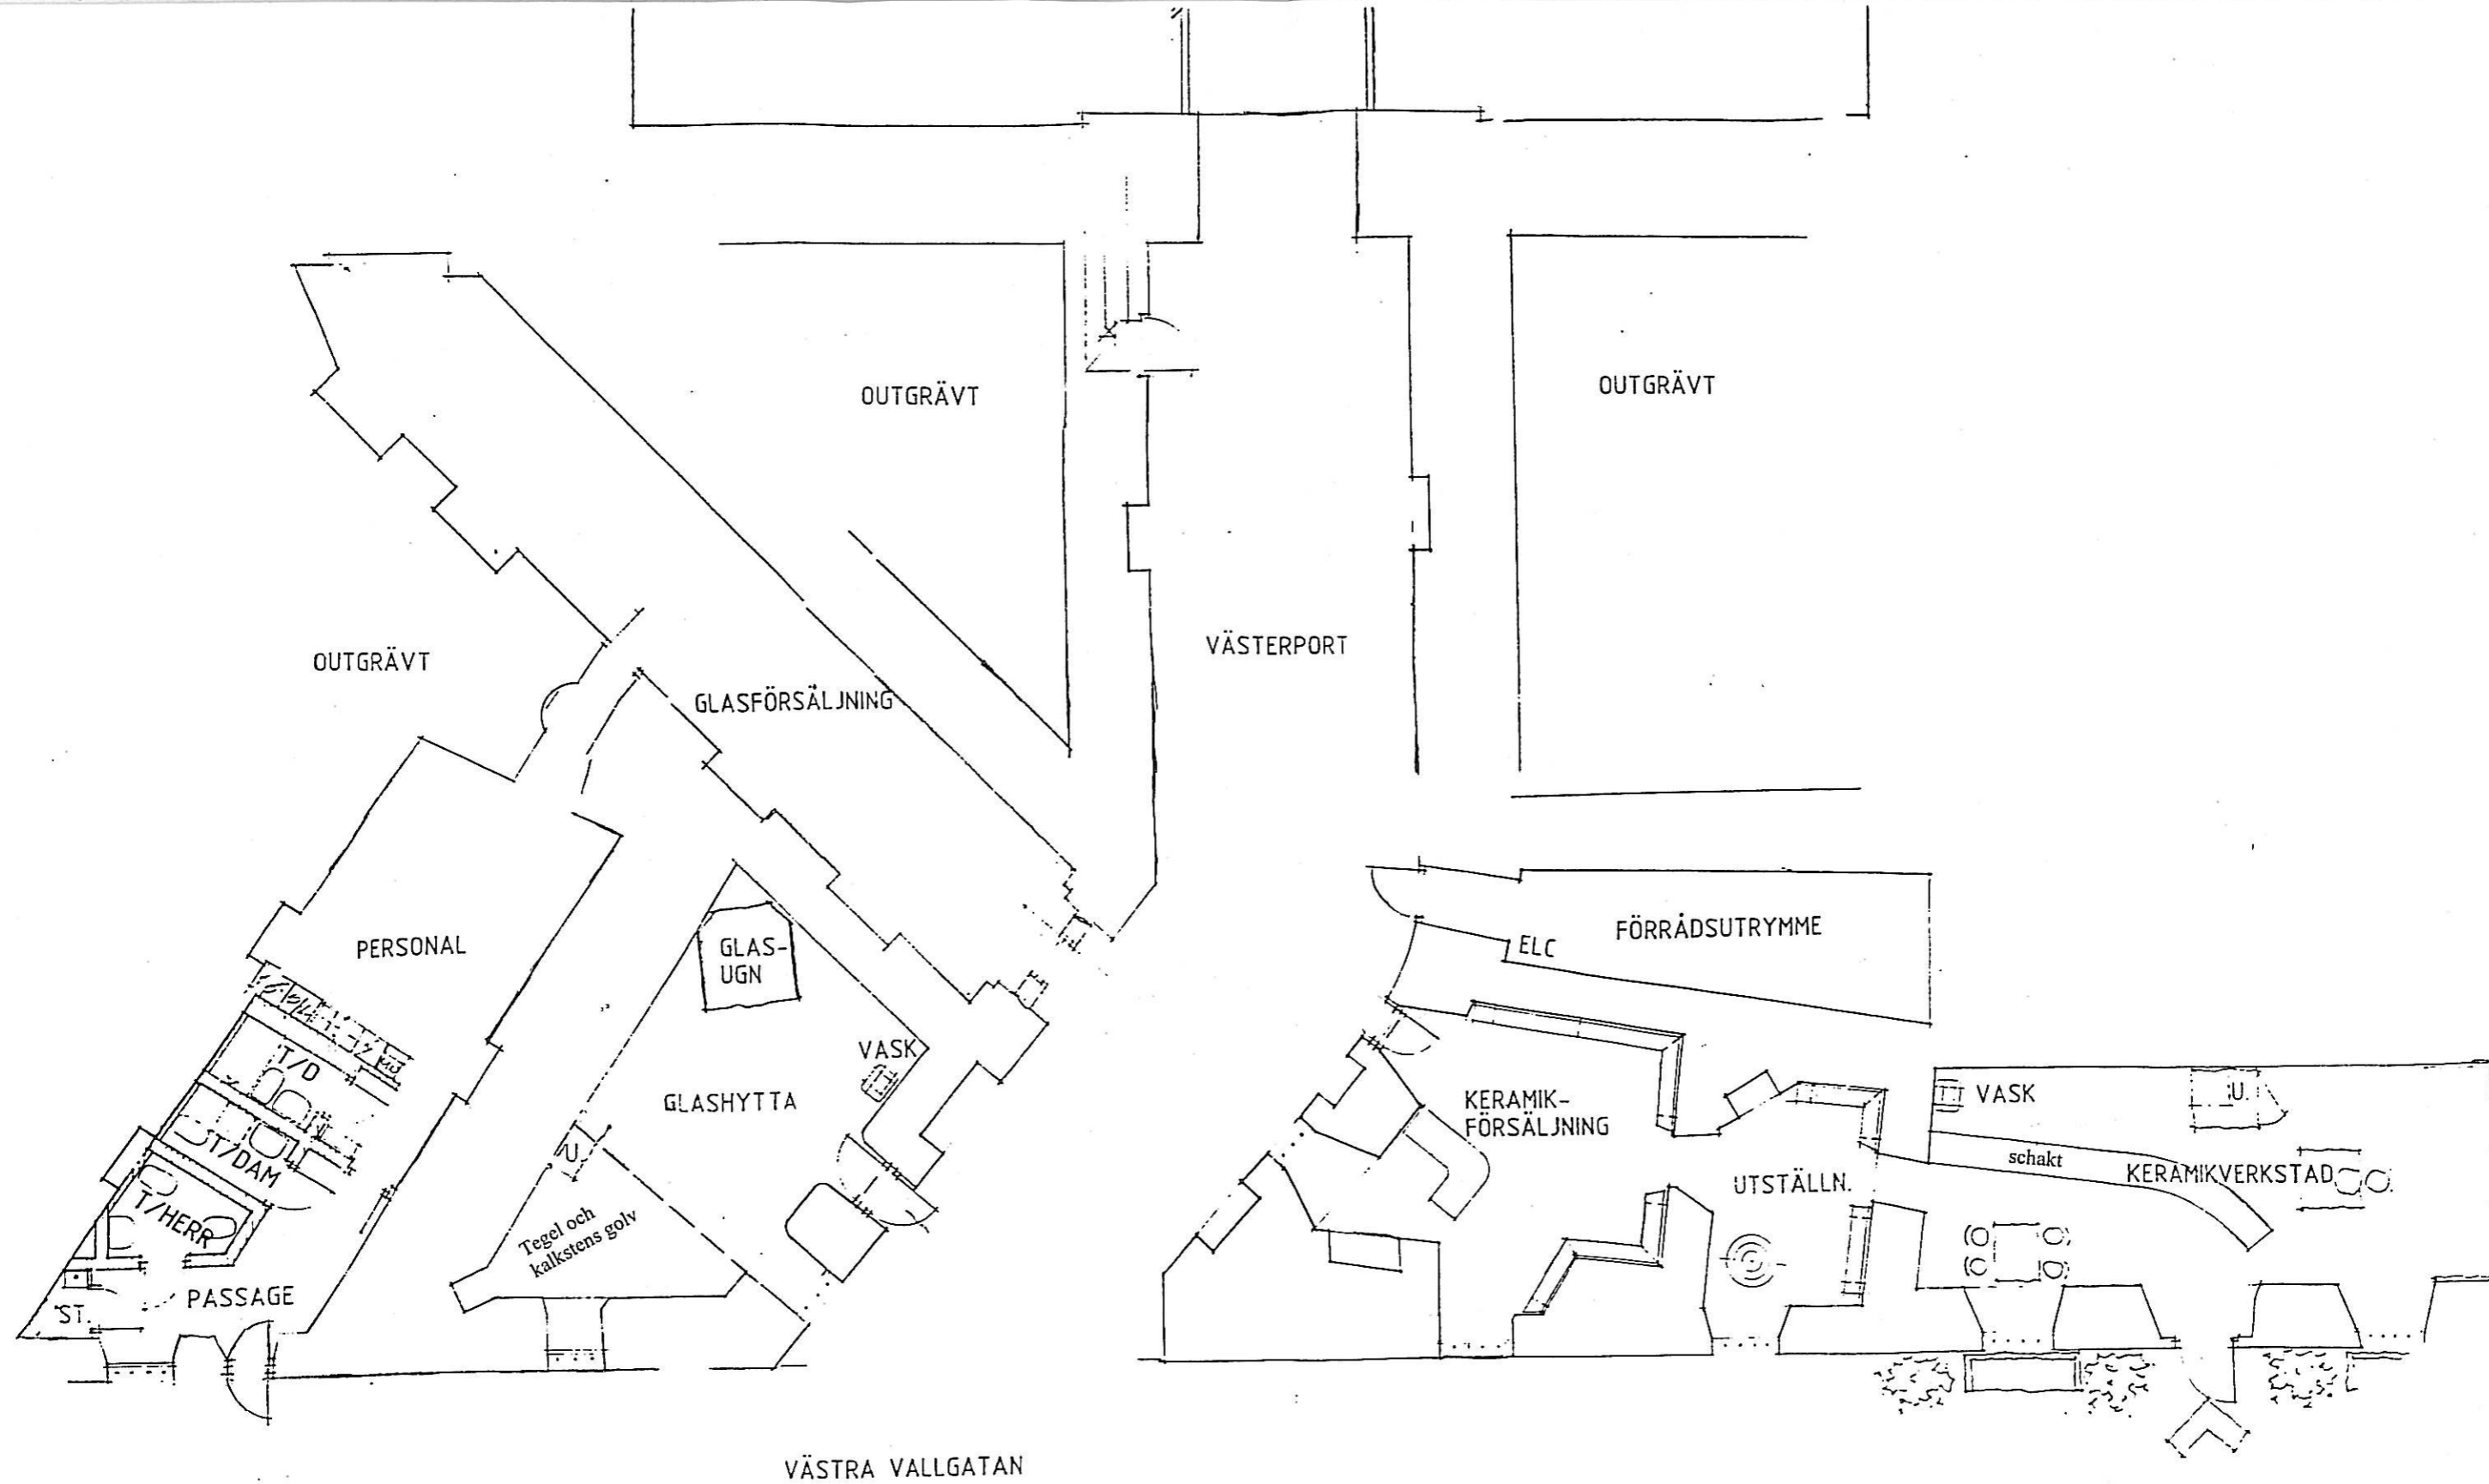 OUTGRÄVT
OUTGRÄVT
VÄSTERPORT
OUTGRÄVT
GLASFÖRSÄLJNING
PERSONAL
GLAS-
UGN
ELC
FÖRRÅDSUTRYMME
VASK
GLASHYTTA
T/D
T/DAM
T/HERR
KERAMIK-
FÖRSÄLJNING
UTSTÄLLN.
VASK
U.
schakt
KERAMIKVERKSTAD
Tegel och
kalkstens golv
PASSAGE
ST.
VÄSTRA VALLGATAN